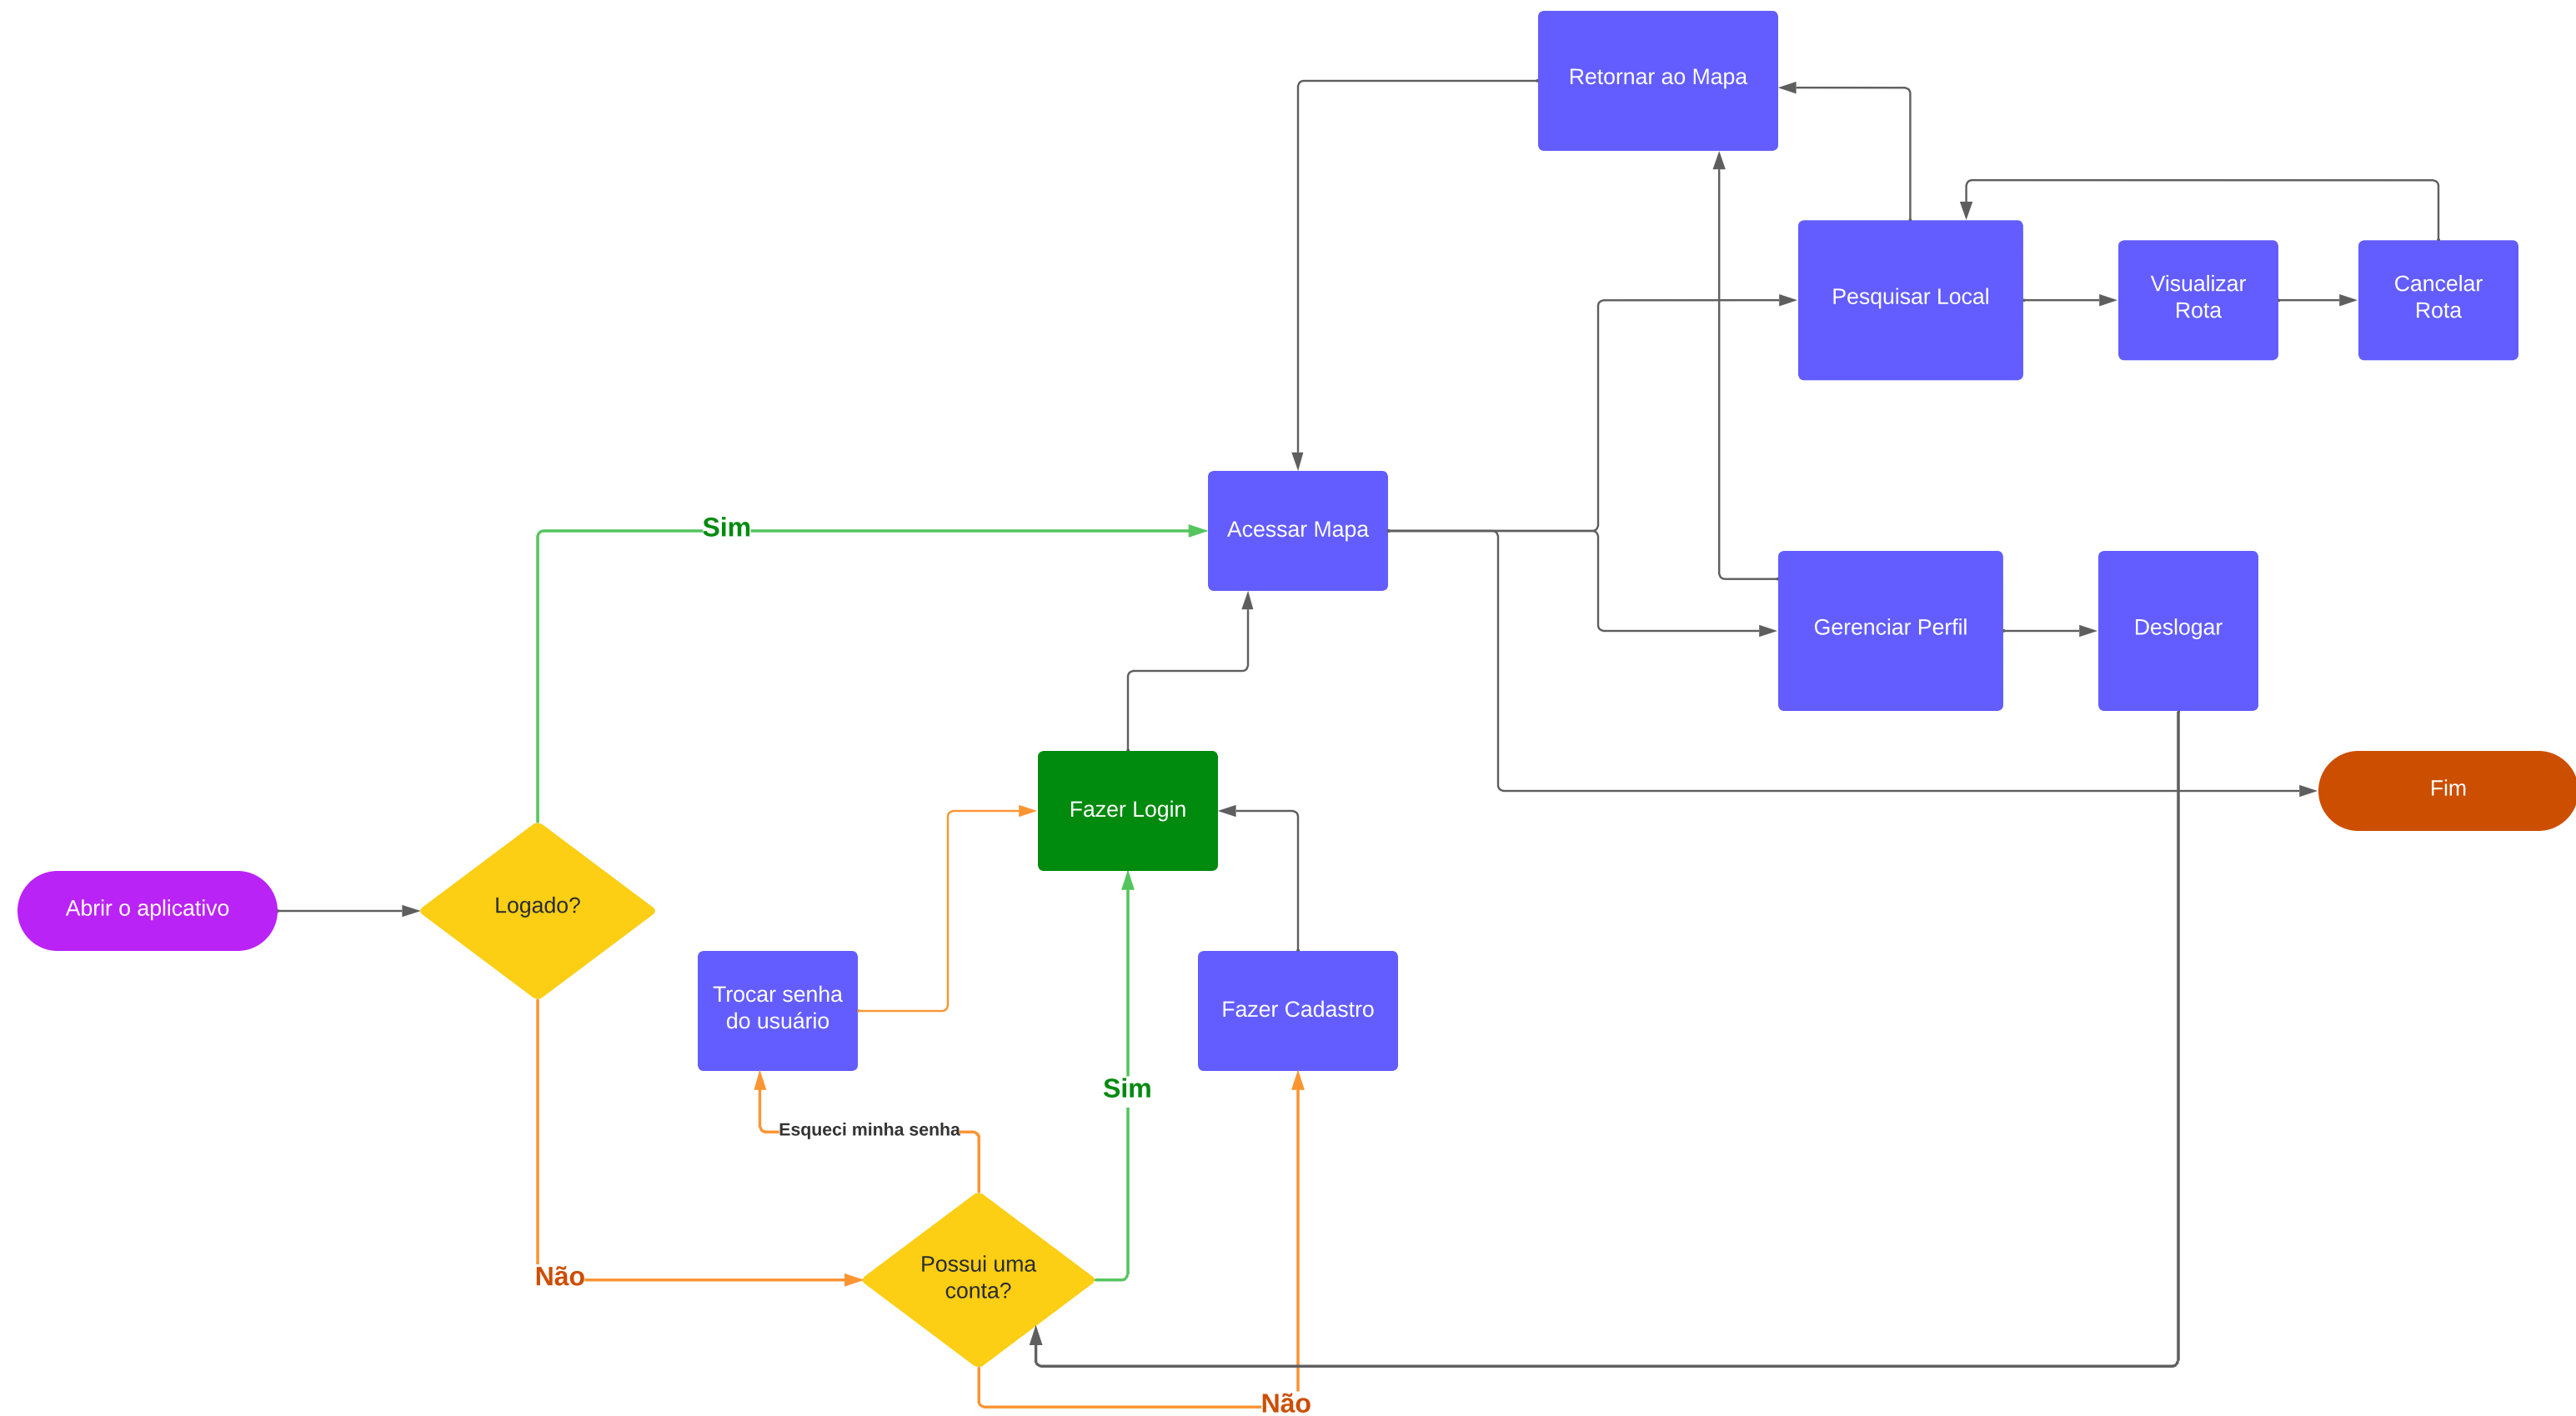 Retornar ao Mapa
Pesquisar Local
Visualizar
Rota
Cancelar
Rota
Sim
Acessar Mapa
Gerenciar Perfil
Deslogar
Fazer Login
Fim
Abrir o aplicativo
Logado?
Trocar senha
do usuário
Fazer Cadastro
Sim
Esqueci minha senha
Não
Possui uma
conta?
Não